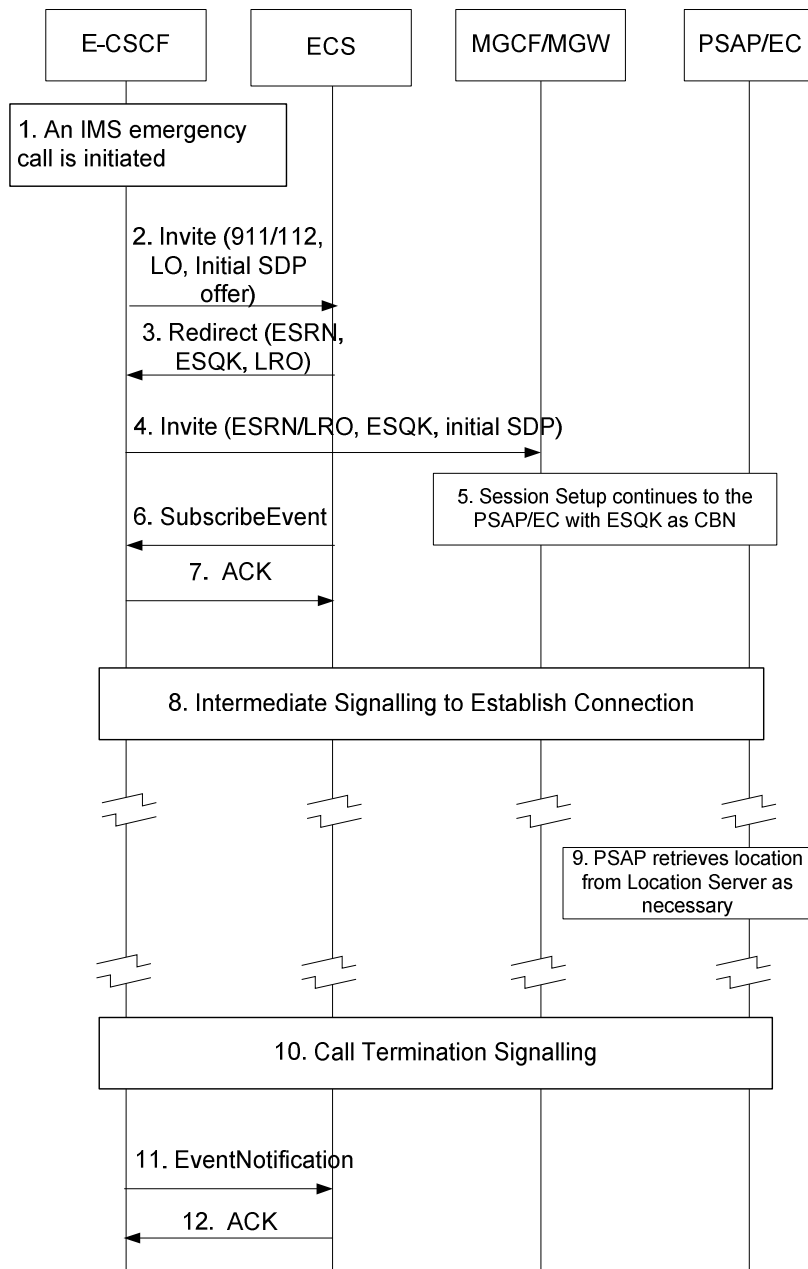 E-CSCF
ECS
MGCF/MGW
PSAP/EC
1. An IMS emergency
call is initiated
2. Invite (911/112,
LO, Initial SDP
offer)
3. Redirect (ESRN,
ESQK, LRO)
4. Invite (ESRN/LRO, ESQK, initial SDP)
5. Session Setup continues to the
PSAP/EC with ESQK as CBN
6. SubscribeEvent
7. ACK
8. Intermediate Signalling to Establish Connection
9. PSAP retrieves location
from Location Server as
necessary
10. Call Termination Signalling
11. EventNotification
12. ACK